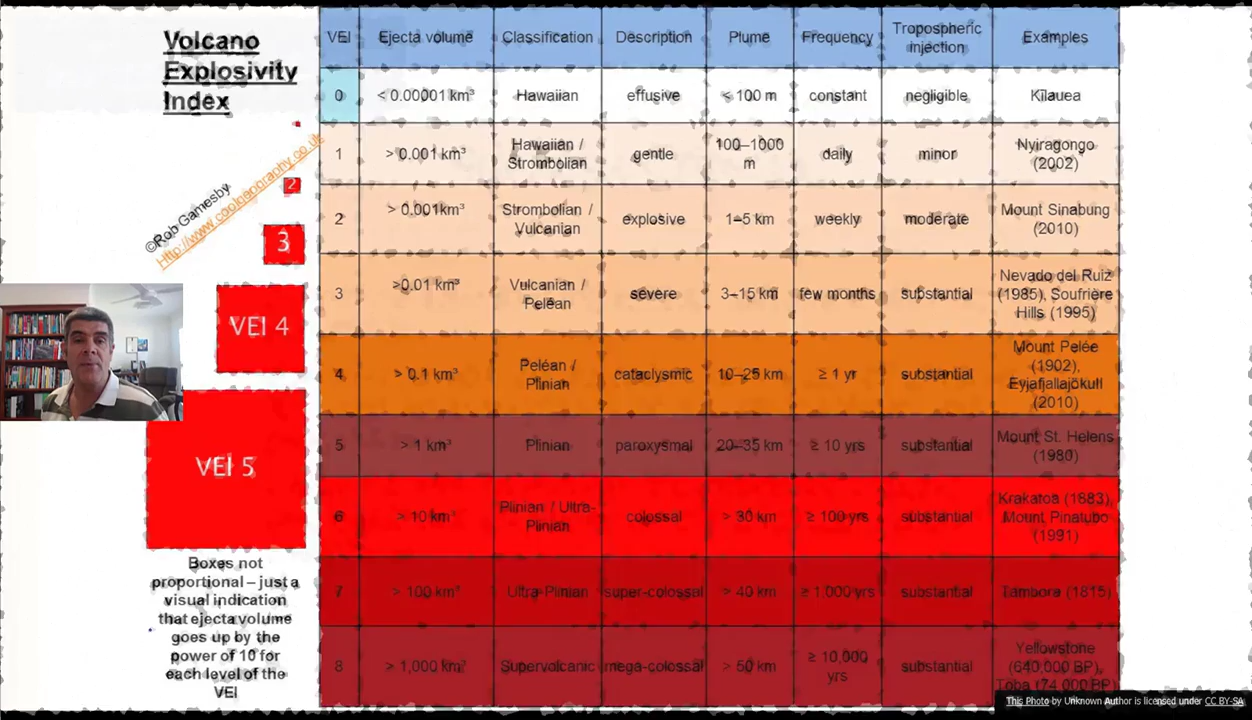 Volcano
Explosivity
Index
©Rob Gamesby
Http://www.coolgeography.co.uk
2
3
VEI 4
VEI 5
Boxes not
proportional – just a
visual indication
that ejecta volume
goes up by the
power of 10 for
each level of the
VEI
VEI Ejecta volume Classification Description Plume Frequency Tropospheric injection Examples
0 < 0.00001 km³ Hawaiian effusive < 100 m constant negligible Kilauea
1 > 0.001 km³ Hawaiian / Strombolian gentle 100–1000 m daily minor Nyiragongo (2002)
2 > 0.001km³ Strombolian / Vulcanian explosive 1–5 km weekly moderate Mount Sinabung (2010)
3 >0.01 km³ Vulcanian / Peléan severe 3–15 km few months substantial Nevado del Ruiz (1985), Soufrière Hills (1995)
4 > 0.1 km³ Peléan / Plinian cataclysmic 10–25 km ≥ 1 yr substantial Mount Pelée (1902), Eyjafjallajökull (2010)
5 > 1 km³ Plinian paroxysmal 20–35 km ≥ 10 yrs substantial Mount St. Helens (1980)
6 > 10 km³ Plinian / Ultra-Plinian colossal > 30 km ≥ 100 yrs substantial Krakatoa (1883), Mount Pinatubo (1991)
7 > 100 km³ Ultra-Plinian super-colossal > 40 km ≥ 1,000 yrs substantial Tambora (1815)
8 > 1,000 km³ Supervolcanic mega-colossal > 50 km ≥ 10,000 yrs substantial Yellowstone (640,000 BP), Toba (74,000 BP)
This Photo by Unknown Author is licensed under CC BY-SA